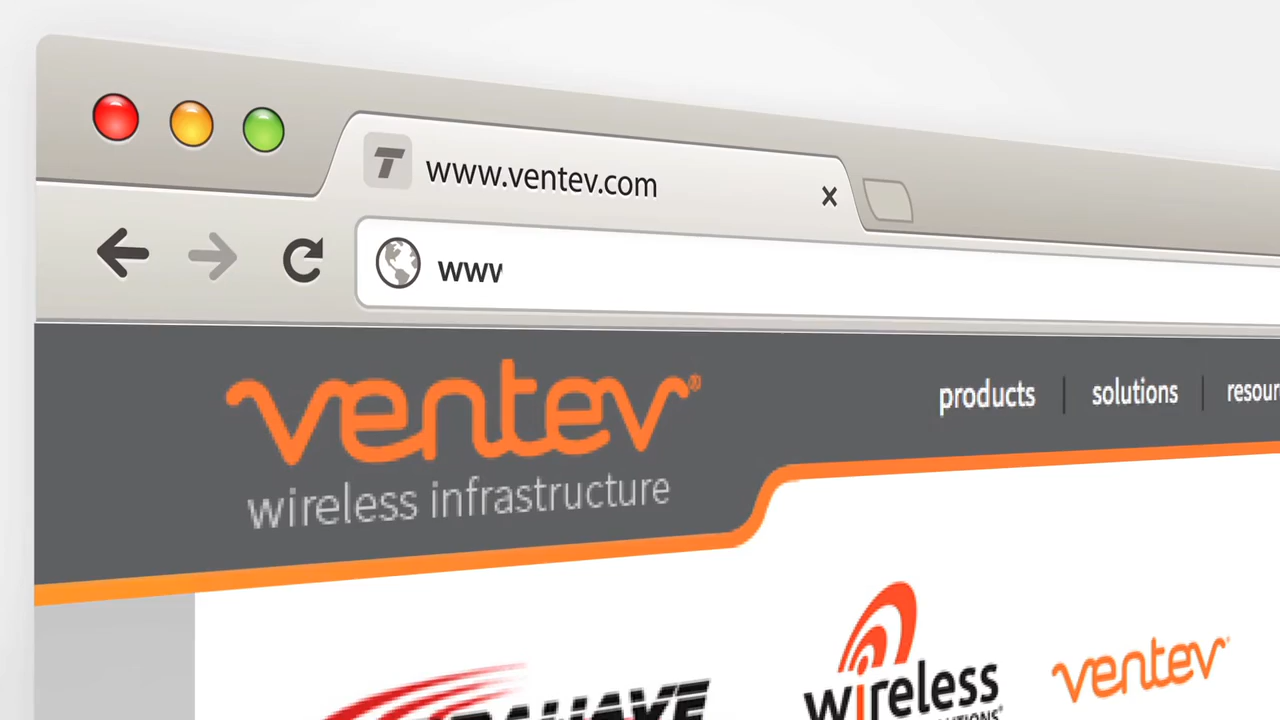 T
www.ventev.com
x
www
ventev®
wireless infrastructure
products | solutions |
wireless
ventev